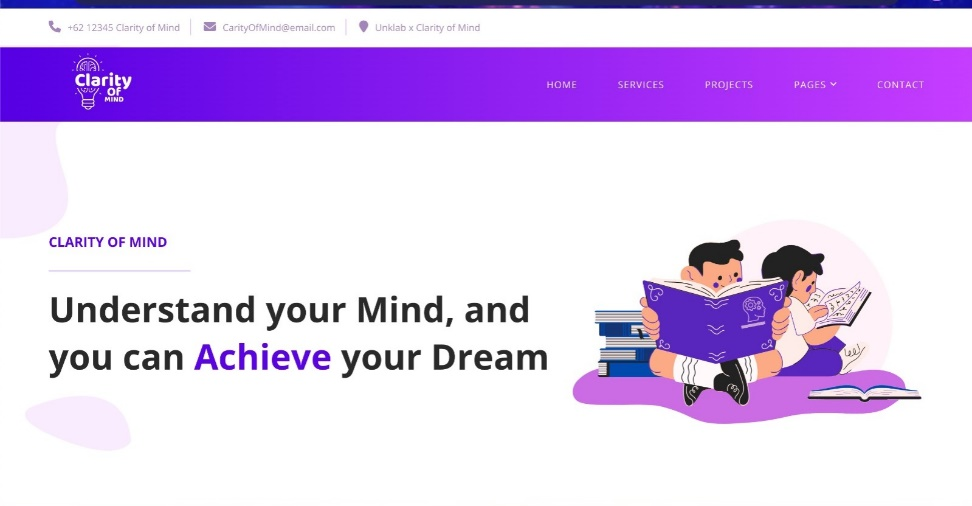 +62 12345 Clarity of Mind
CarityOfMind@email.com
Unklab x Clarity of Mind
Clarity
OF
MIND
HOME
SERVICES
PROJECTS
PAGES
CONTACT
CLARITY OF MIND
Understand your Mind, and
you can Achieve your Dream